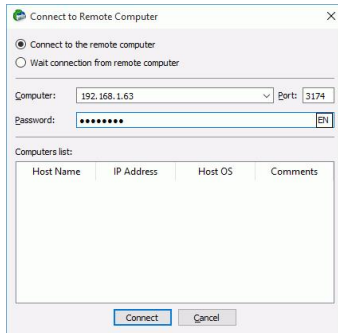 Connect to Remote Computer
Connect to the remote computer
Wait connection from remote computer
Computer: 192.168.1.63 Port: 3174
Password: ●●●●●●●● EN
Computers list:
Host Name IP Address Host OS Comments
Connect Cancel